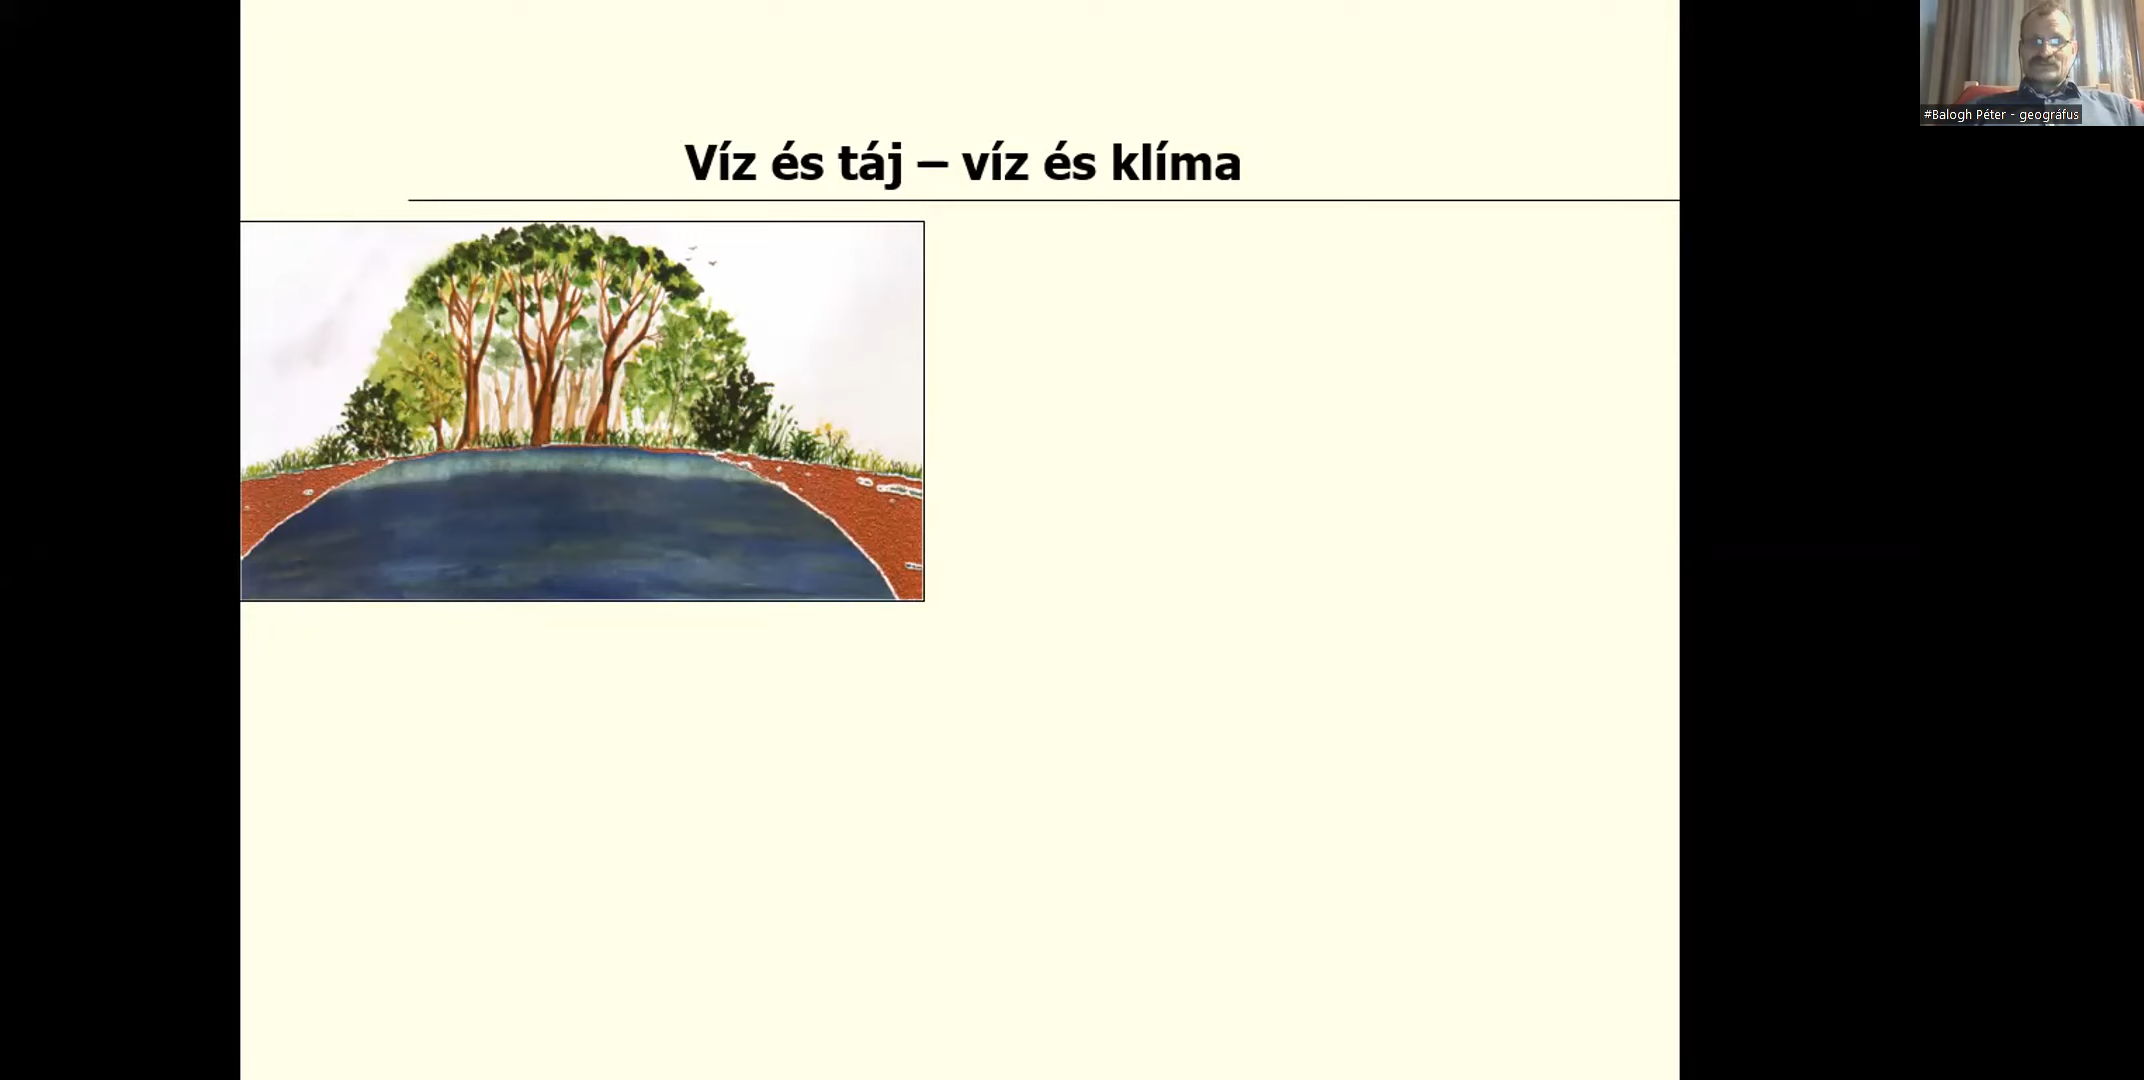 Víz és táj – víz és klíma
#Balogh Péter - geográfus